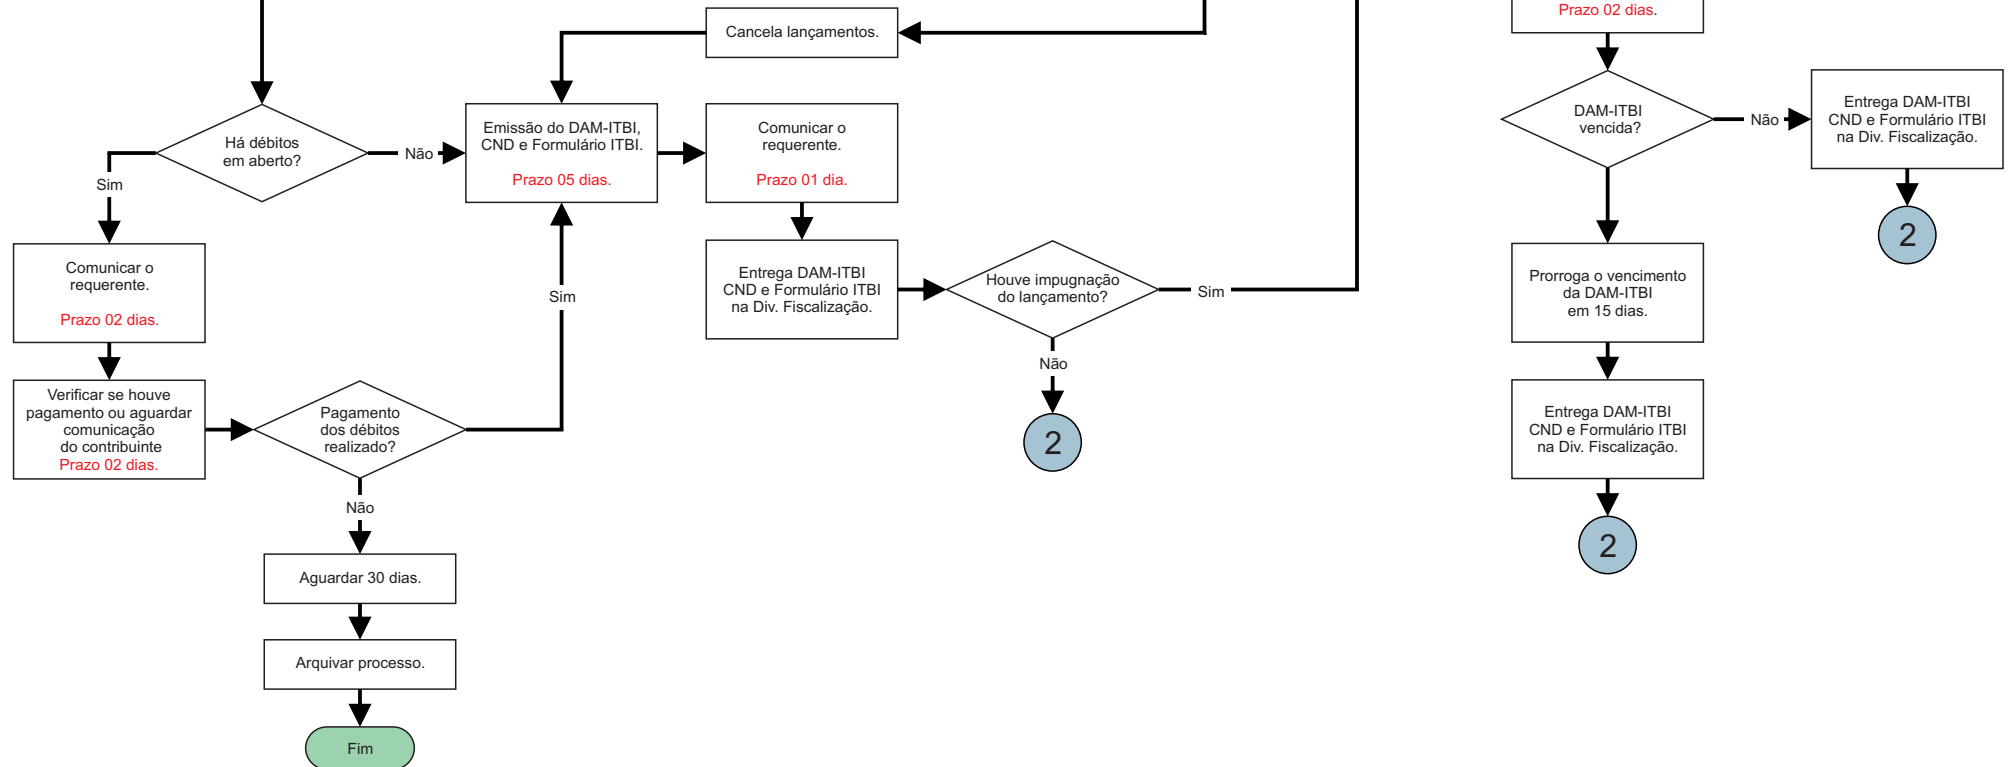 Prazo 02 dias.
Cancela lançamentos.
Há débitos
em aberto?
Não
Sim
Emissão do DAM-ITBI,
CND e Formulário ITBI.
Prazo 05 dias.
Comunicar o
requerente.
Prazo 01 dia.
DAM-ITBI
vencida?
Não
Entrega DAM-ITBI
CND e Formulário ITBI
na Div. Fiscalização.
2
Comunicar o
requerente.
Prazo 02 dias.
Sim
Entrega DAM-ITBI
CND e Formulário ITBI
na Div. Fiscalização.
Houve impugnação
do lançamento?
Sim
Não
2
Prorroga o vencimento
da DAM-ITBI
em 15 dias.
Verificar se houve
pagamento ou aguardar
comunicação
do contribuinte
Prazo 02 dias.
Pagamento
dos débitos
realizado?
Não
Entrega DAM-ITBI
CND e Formulário ITBI
na Div. Fiscalização.
2
Aguardar 30 dias.
Arquivar processo.
Fim